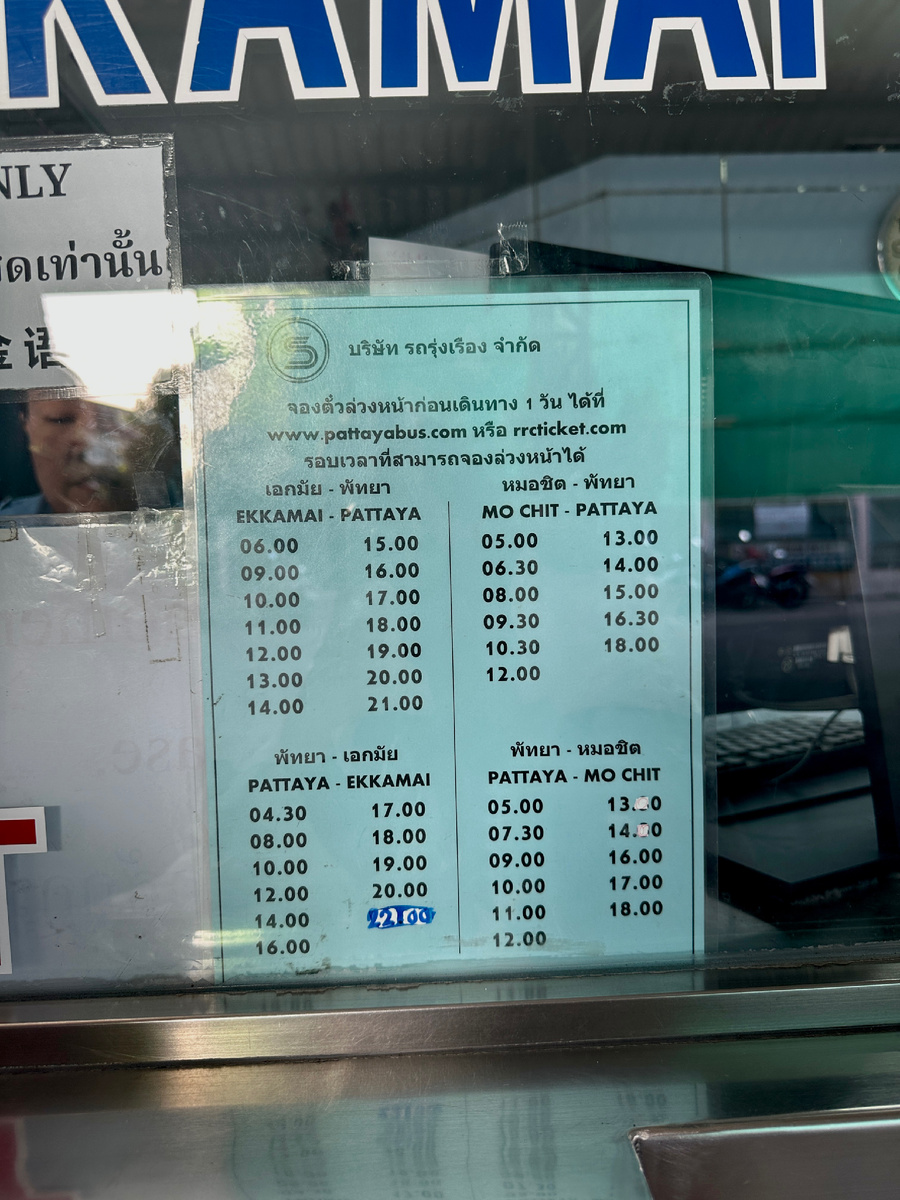 KAMAI
NLY
สดเท่านั้น
金语
บริษัท รถรุ่งเรือง จำกัด
จองตั๋วล่วงหน้าก่อนเดินทาง 1 วัน ได้ที่
www.pattayabus.com หรือ rrcticket.com
รอบเวลาที่สามารถจองล่วงหน้าได้
เอกมัย - พัทยา
EKKAMAI - PATTAYA
06.00 15.00
09.00 16.00
10.00 17.00
11.00 18.00
12.00 19.00
13.00 20.00
14.00 21.00
หมอชิต - พัทยา
MO CHIT - PATTAYA
05.00 13.00
06.30 14.00
08.00 15.00
09.30 16.30
10.30 18.00
12.00
พัทยา - เอกมัย
PATTAYA - EKKAMAI
04.30 17.00
08.00 18.00
10.00 19.00
12.00 20.00
14.00
16.00
พัทยา - หมอชิต
PATTAYA - MO CHIT
05.00
07.30
09.00 16.00
10.00 17.00
11.00 18.00
12.00